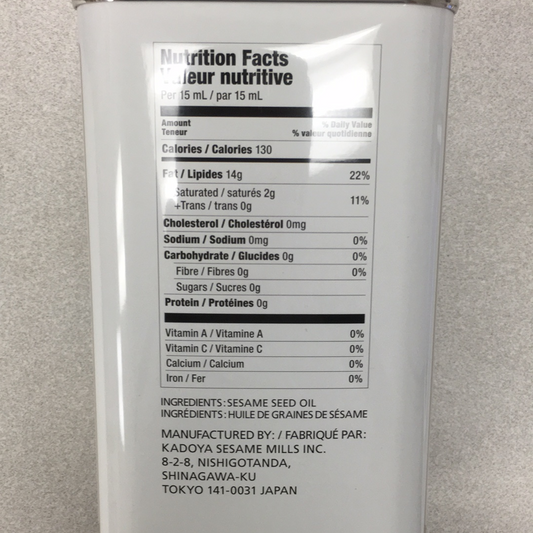 Nutrition Facts
Valeur nutritive
Per 15 mL / par 15 mL
Amount % Daily Value
Teneur % valeur quotidienne
Calories / Calories 130
Fat / Lipides 14g 22%
Saturated / saturés 2g
+Trans / trans 0g 11%
Cholesterol / Cholestérol 0mg
Sodium / Sodium 0mg 0%
Carbohydrate / Glucides 0g 0%
Fibre / Fibres 0g 0%
Sugars / Sucres 0g
Protein / Protéines 0g
Vitamin A / Vitamine A 0%
Vitamin C / Vitamine C 0%
Calcium / Calcium 0%
Iron / Fer 0%
INGREDIENTS: SESAME SEED OIL
INGRÉDIENTS: HUILE DE GRAINES DE SÉSAME
MANUFACTURED BY: / FABRIQUÉ PAR:
KADOYA SESAME MILLS INC.
8-2-8, NISHIGOTANDA,
SHINAGAWA-KU
TOKYO 141-0031 JAPAN